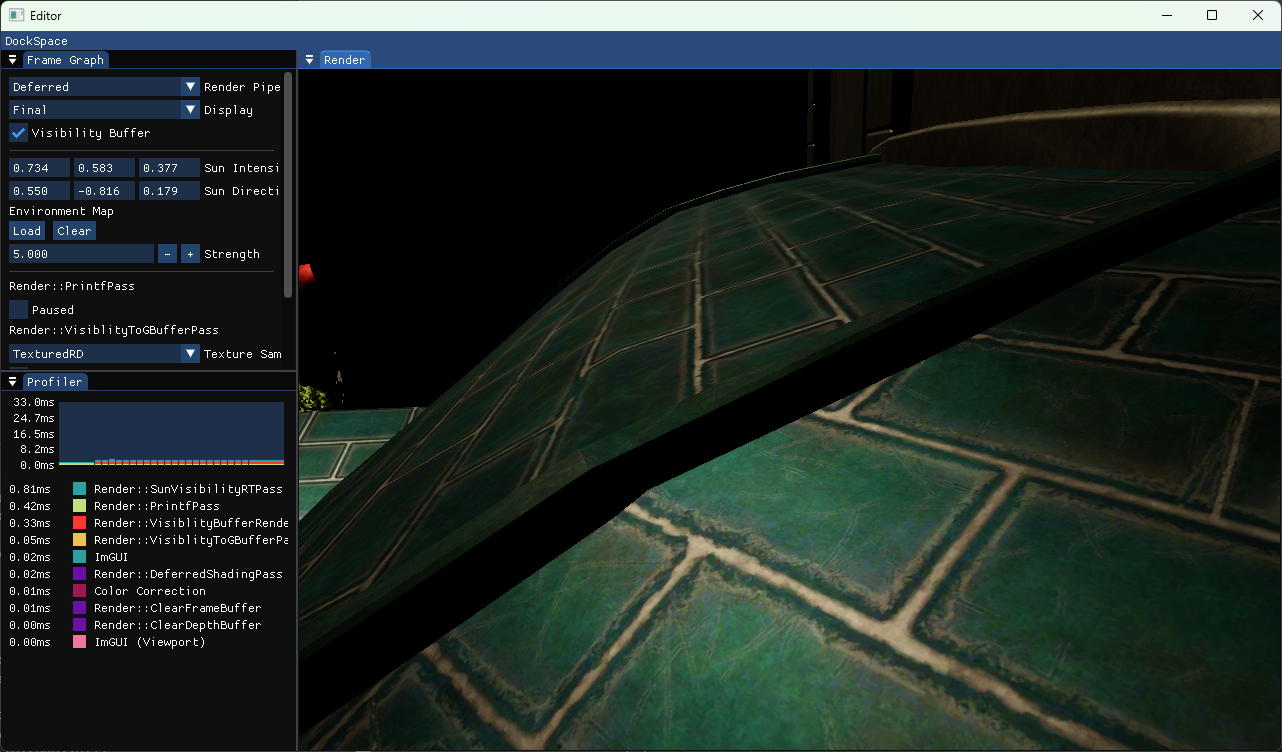 Editor
DockSpace
Frame Graph
Render
Deferred Render Pipe
Final Display
Visibility Buffer
0.734 0.583 0.377 Sun Intensi
0.550 -0.816 0.179 Sun Directi
Environment Map
Load Clear
5.000 - + Strength
Render::PrintfPass
Paused
Render::VisiblityToGBufferPass
TexturedRD Texture Sam
Profiler
33.0ms
24.7ms
16.5ms
8.2ms
0.0ms
0.81ms Render::SunVisibilityRTPass
0.42ms Render::PrintfPass
0.33ms Render::VisiblityBufferRende
0.05ms Render::VisiblityToGBufferPa
0.02ms ImGUI
0.02ms Render::DeferredShadingPass
0.01ms Color Correction
0.01ms Render::ClearFrameBuffer
0.00ms Render::ClearDepthBuffer
0.00ms ImGUI (Viewport)